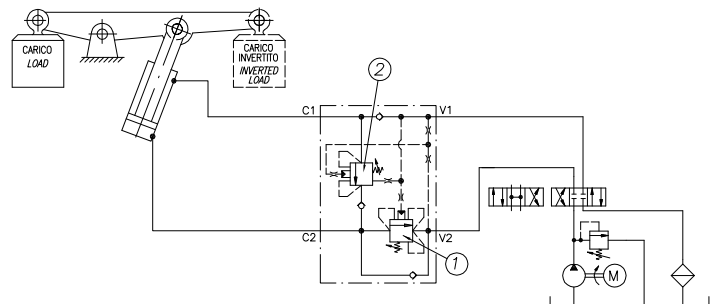 CARICO
LOAD
CARICO
INVERTITO
INVERTED
LOAD
2
C1
V1
C2
V2
1
M